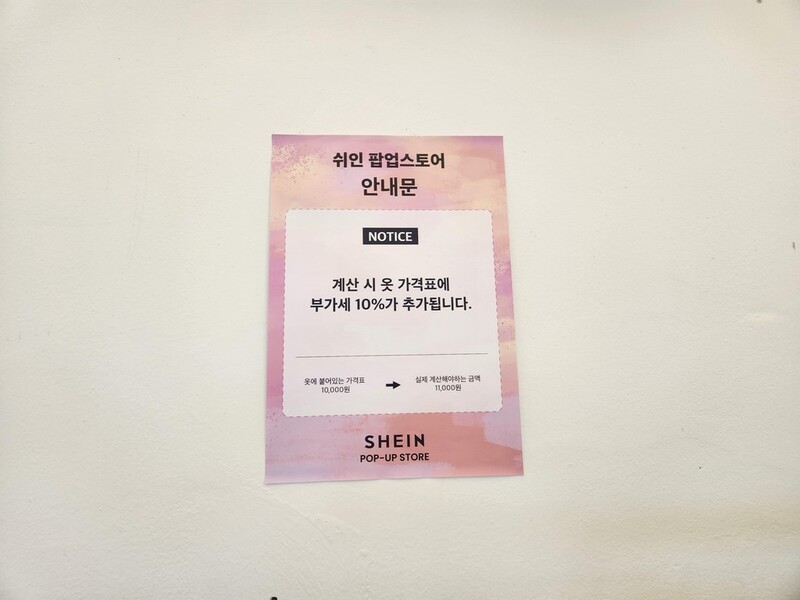 쉬인 팝업스토어
안내문
NOTICE
계산 시 옷 가격표에
부가세 10%가 추가됩니다.
옷에 붙어있는 가격표
10,000원
➡
실제 계산해야하는 금액
11,000원
SHEIN
POP-UP STORE